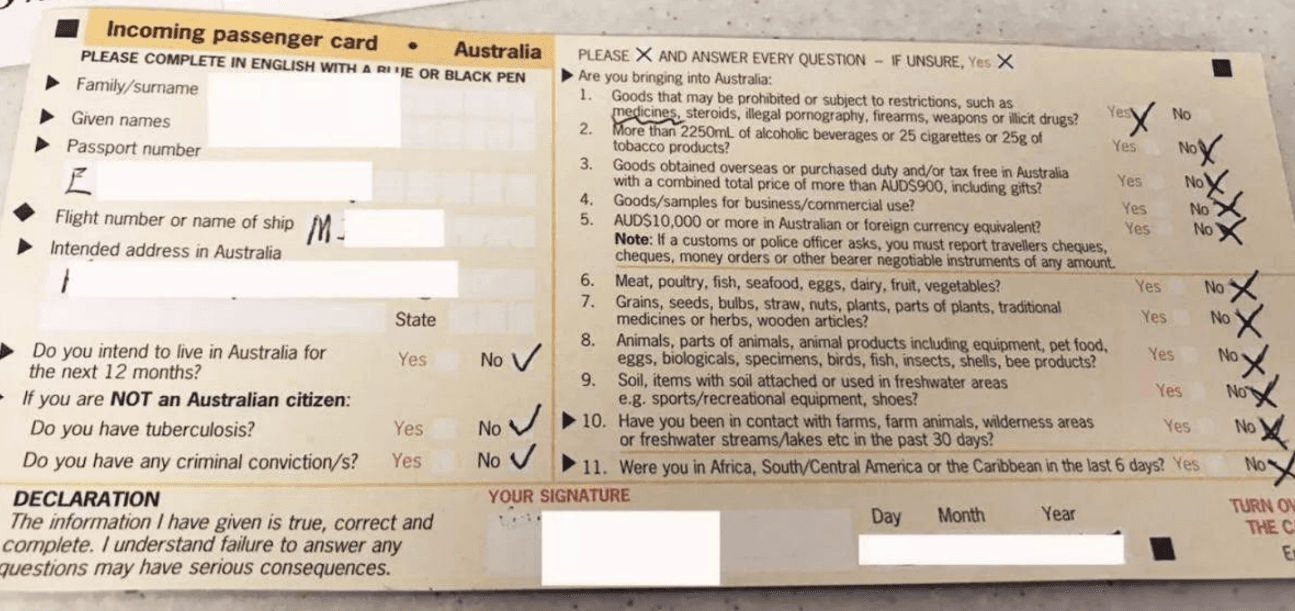 Incoming passenger card • Australia
PLEASE COMPLETE IN ENGLISH WITH A BLUE OR BLACK PEN
Family/surname
Given names
Passport number
E
Flight number or name of ship M
Intended address in Australia
State
Do you intend to live in Australia for
the next 12 months? Yes No ✓
If you are NOT an Australian citizen:
Do you have tuberculosis? Yes No ✓
Do you have any criminal conviction/s? Yes No ✓
DECLARATION
The information I have given is true, correct and
complete. I understand failure to answer any
questions may have serious consequences.
PLEASE X AND ANSWER EVERY QUESTION – IF UNSURE, Yes X
Are you bringing into Australia:
1. Goods that may be prohibited or subject to restrictions, such as
medicines, steroids, illegal pornography, firearms, weapons or illicit drugs? Yes X No
2. More than 2250mL of alcoholic beverages or 25 cigarettes or 25g of
tobacco products? Yes No X
3. Goods obtained overseas or purchased duty and/or tax free in Australia
with a combined total price of more than AUD$900, including gifts? Yes No X
4. Goods/samples for business/commercial use? Yes No X
5. AUD$10,000 or more in Australian or foreign currency equivalent? Yes No X
Note: If a customs or police officer asks, you must report travellers cheques,
cheques, money orders or other bearer negotiable instruments of any amount.
6. Meat, poultry, fish, seafood, eggs, dairy, fruit, vegetables? Yes No X
7. Grains, seeds, bulbs, straw, nuts, plants, parts of plants, traditional
medicines or herbs, wooden articles? Yes No X
8. Animals, parts of animals, animal products including equipment, pet food,
eggs, biologicals, specimens, birds, fish, insects, shells, bee products? Yes No X
9. Soil, items with soil attached or used in freshwater areas
e.g. sports/recreational equipment, shoes? Yes No X
10. Have you been in contact with farms, farm animals, wilderness areas
or freshwater streams/lakes etc in the past 30 days? Yes No X
11. Were you in Africa, South/Central America or the Caribbean in the last 6 days? Yes No X
YOUR SIGNATURE
Day Month Year
TURN
THE